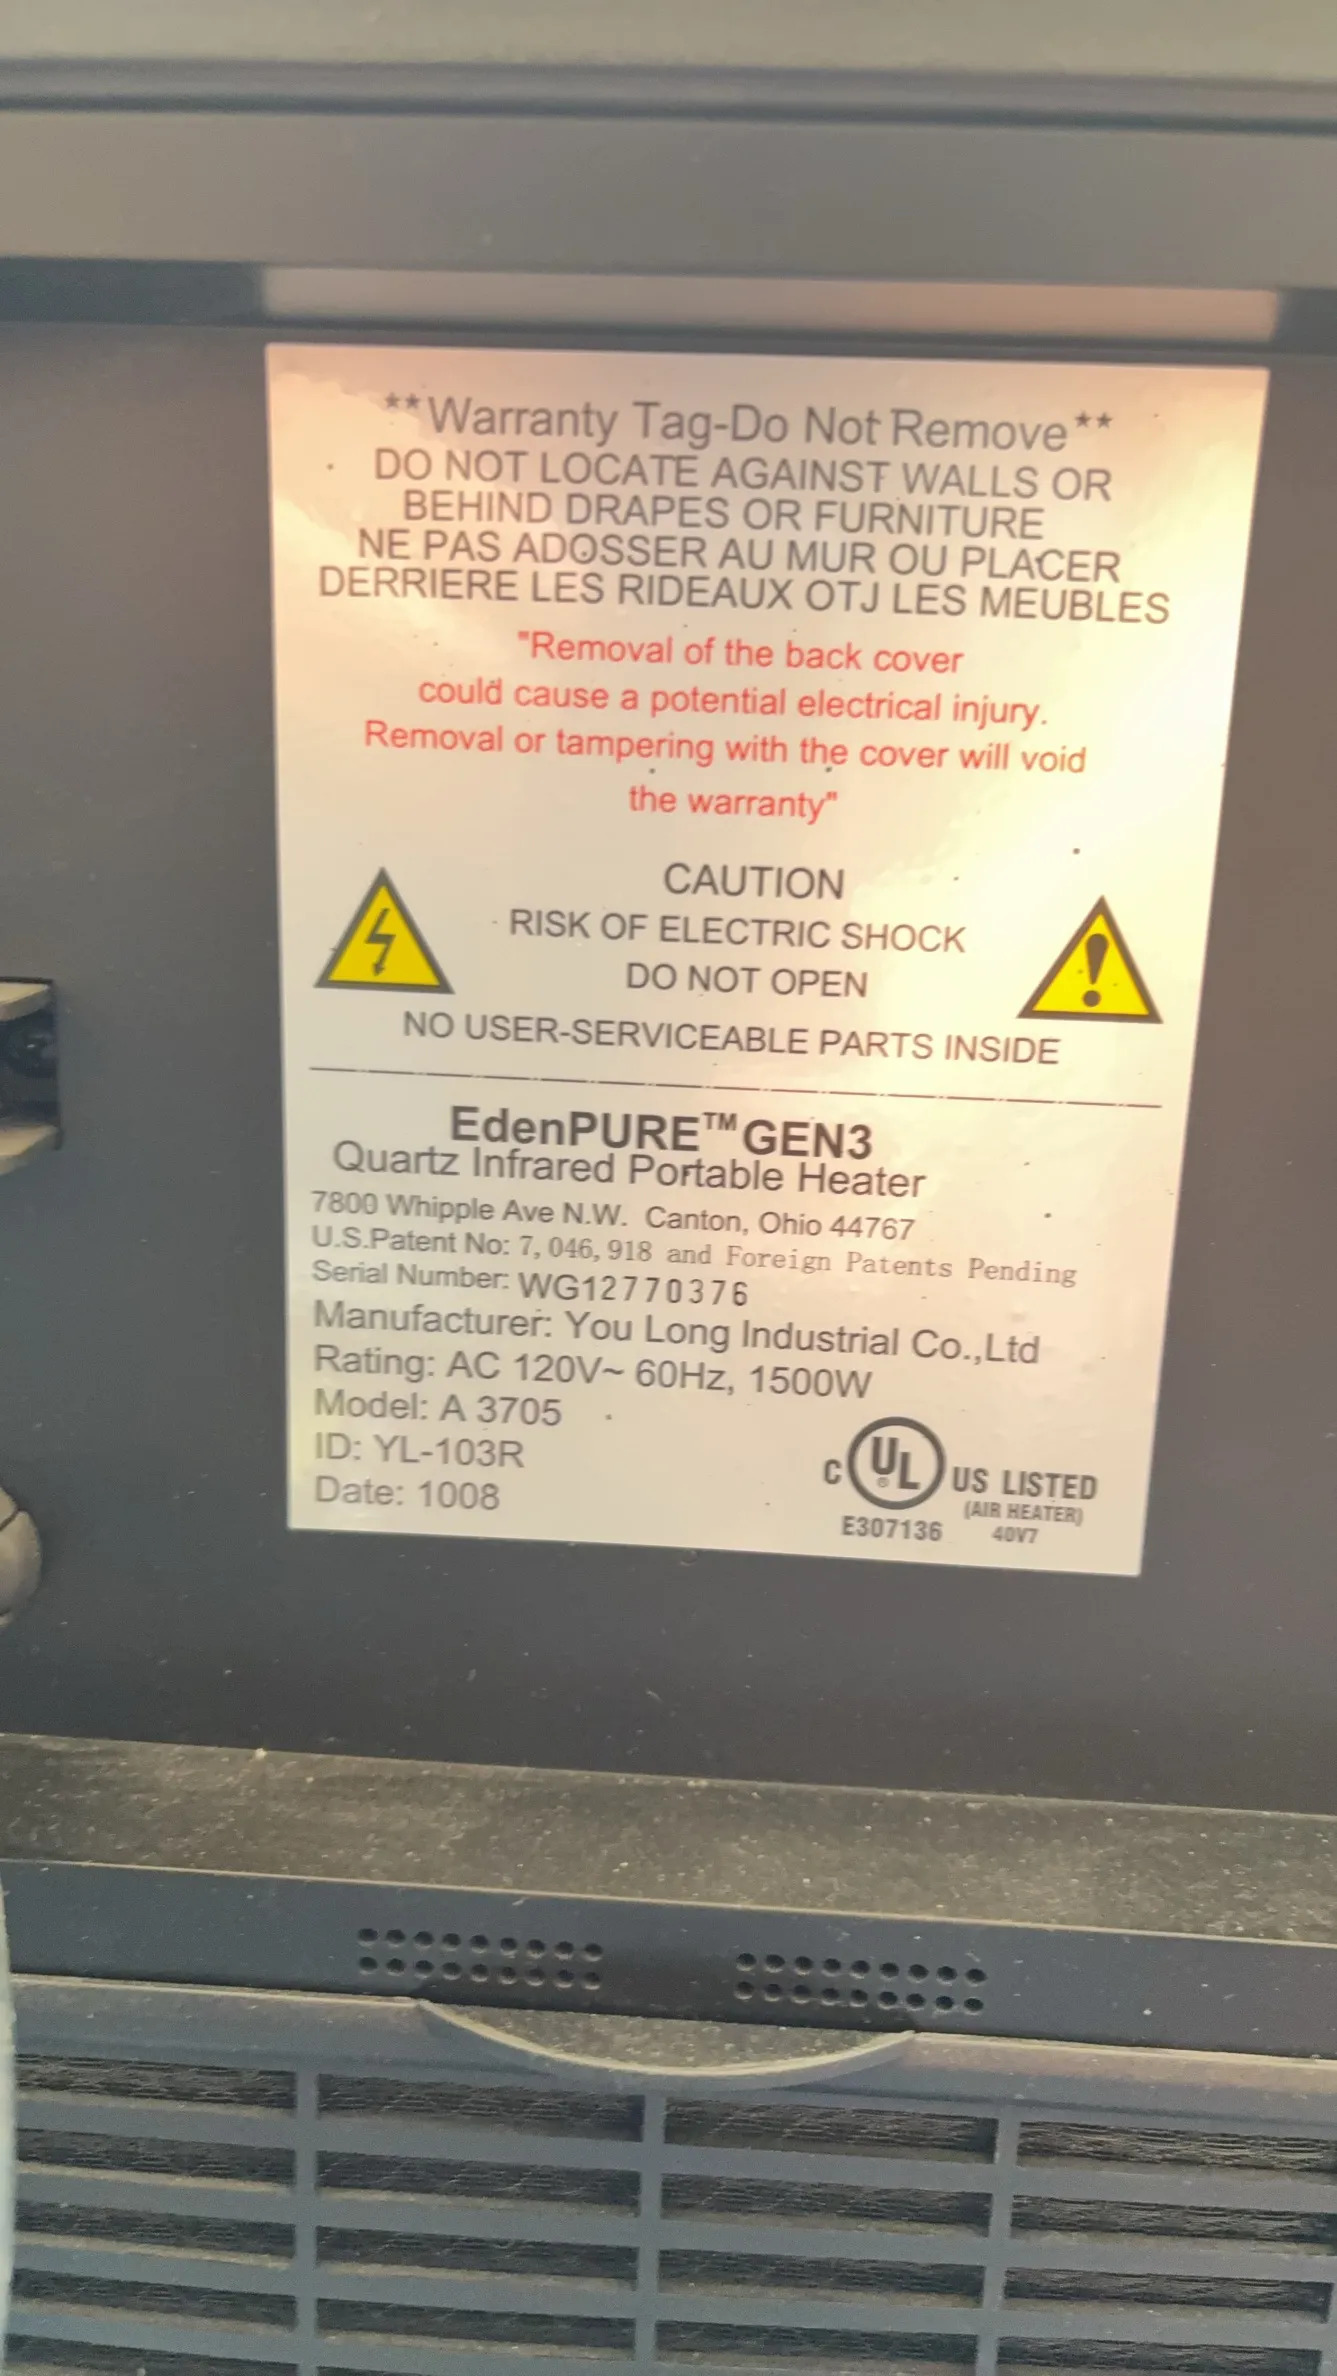 **Warranty Tag-Do Not Remove**
DO NOT LOCATE AGAINST WALLS OR
BEHIND DRAPES OR FURNITURE
NE PAS ADOSSER AU MUR OU PLACER
DERRIERE LES RIDEAUX OTJ LES MEUBLES
"Removal of the back cover
could cause a potential electrical injury.
Removal or tampering with the cover will void
the warranty"
CAUTION
RISK OF ELECTRIC SHOCK
DO NOT OPEN
NO USER-SERVICEABLE PARTS INSIDE
EdenPURE™ GEN3
Quartz Infrared Portable Heater
7800 Whipple Ave N.W. Canton, Ohio 44767
U.S.Patent No: 7,046,918 and Foreign Patents Pending
Serial Number: WG12770376
Manufacturer: You Long Industrial Co.,Ltd
Rating: AC 120V~ 60Hz, 1500W
Model: A 3705
ID: YL-103R
Date: 1008
C UL ® US LISTED
(AIR HEATER)
E307136 40V7